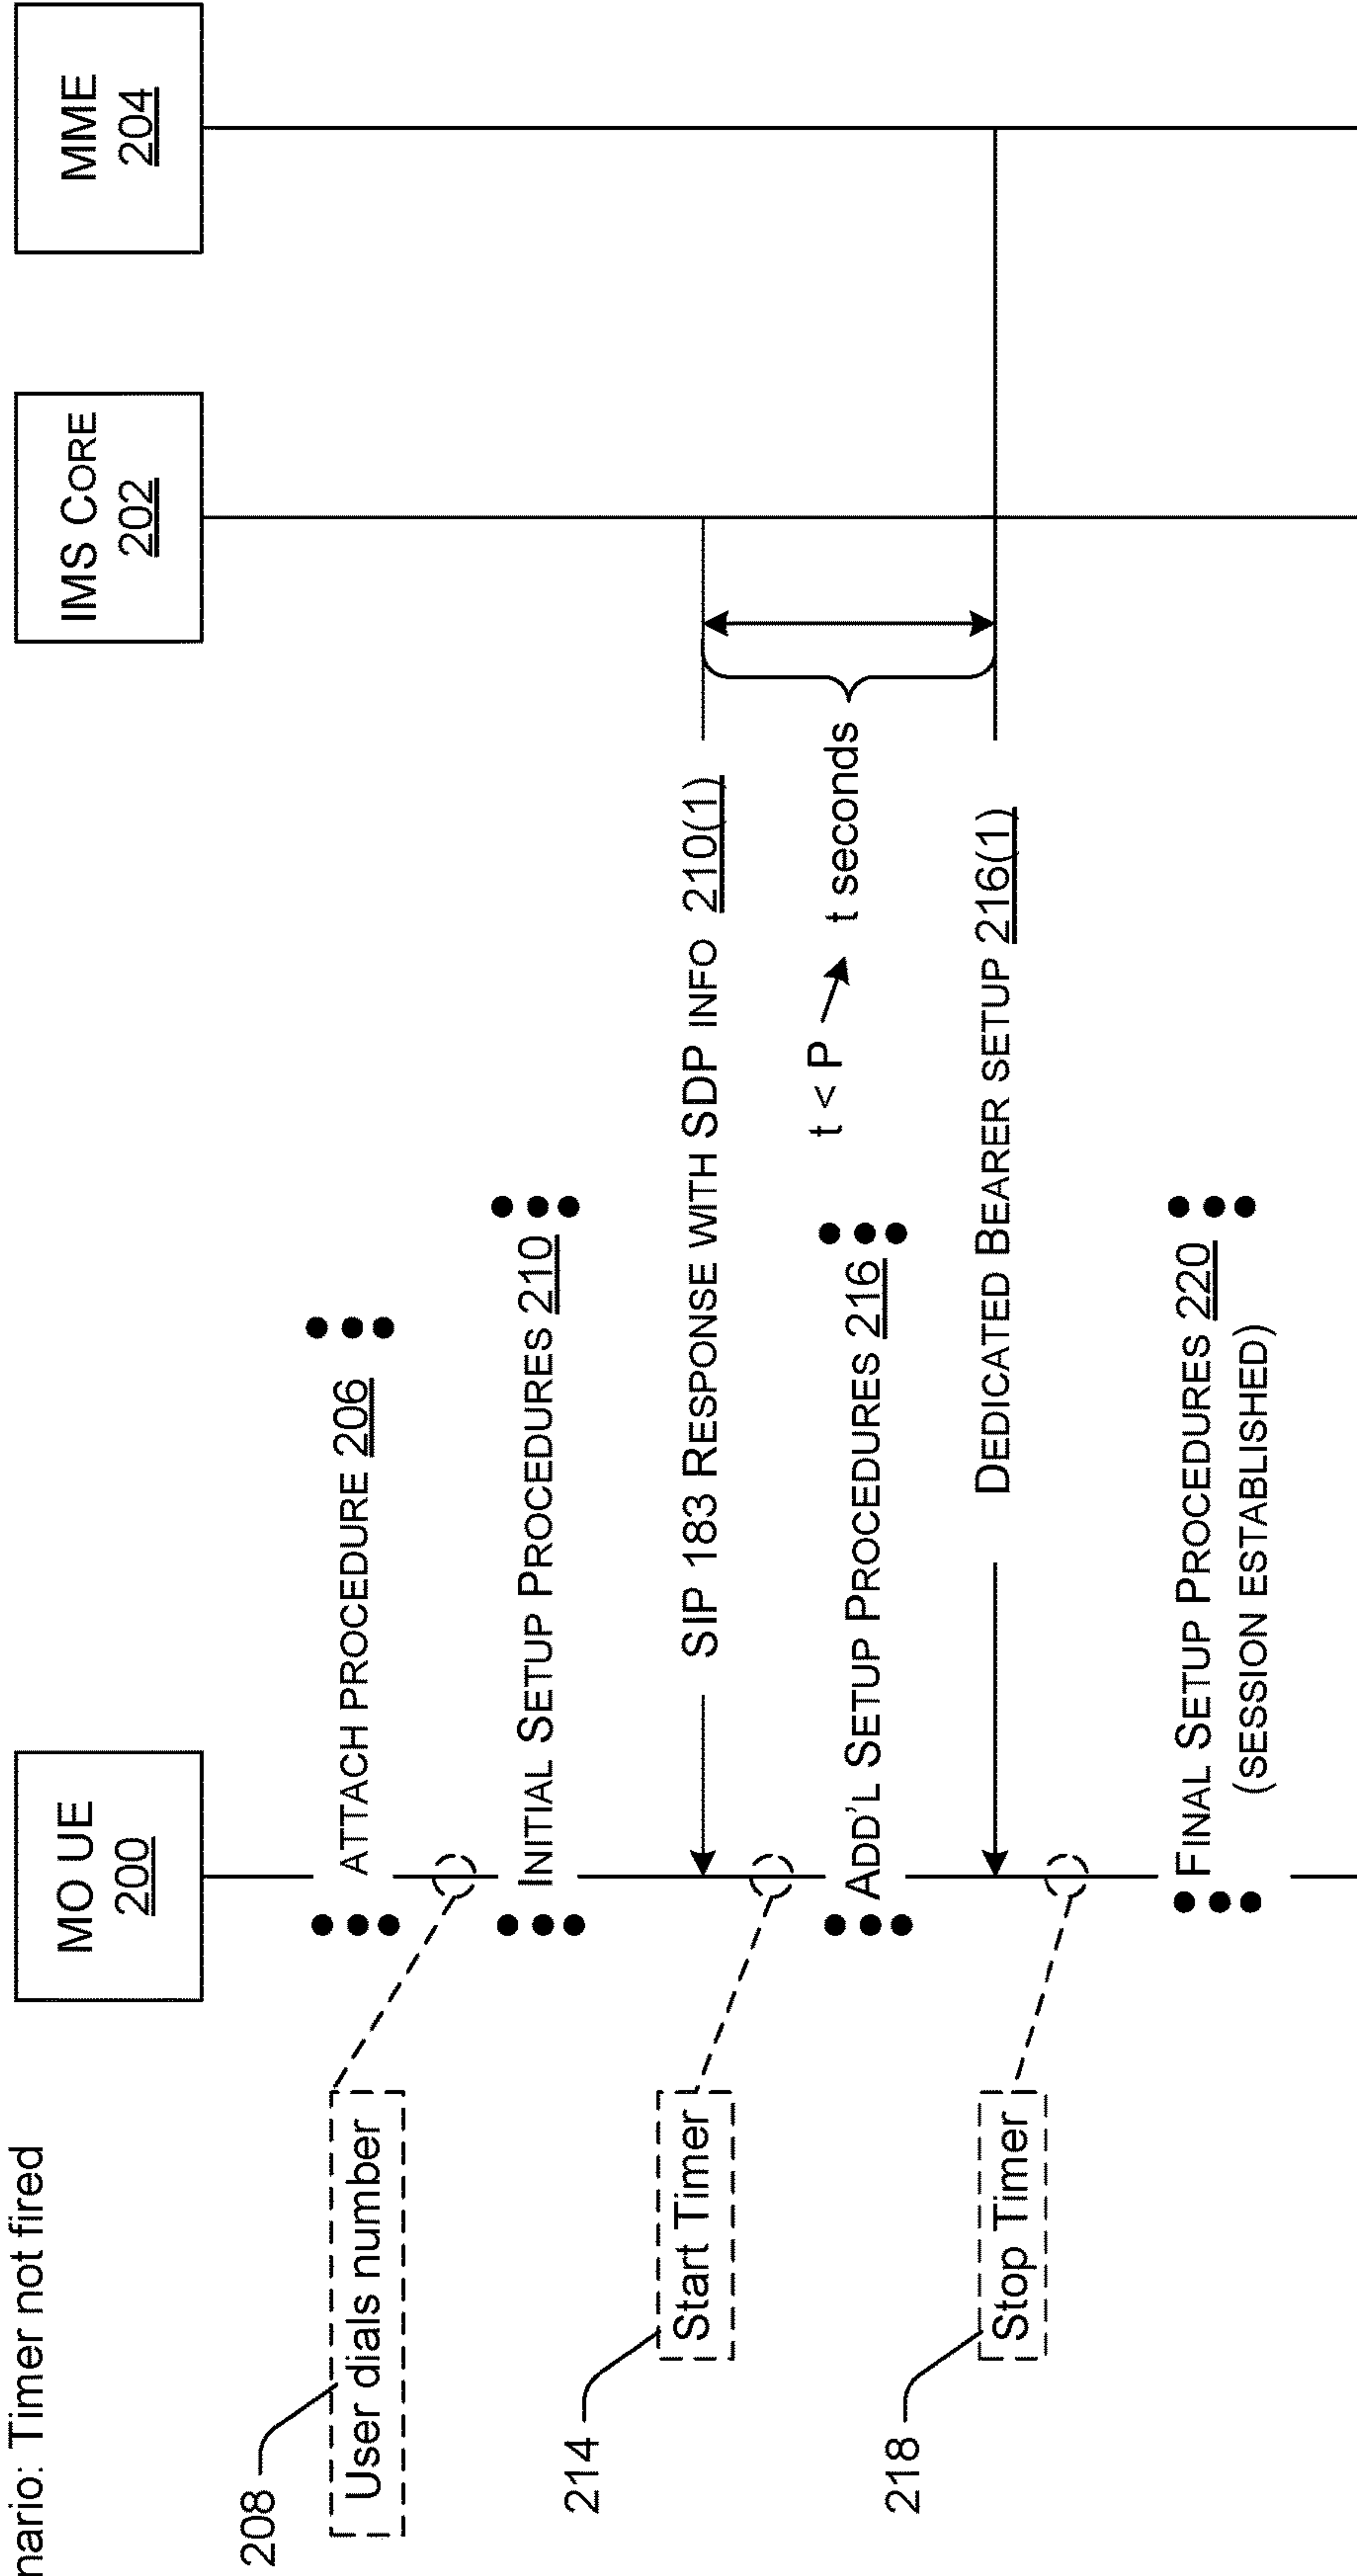 nario: Timer not fired
MO UE
200
IMS CORE
202
MME
204
ATTACH PROCEDURE 206
208
User dials number
INITIAL SETUP PROCEDURES 210
SIP 183 RESPONSE WITH SDP INFO 210(1)
214
Start Timer
t < P
t seconds
ADD'L SETUP PROCEDURES 216
DEDICATED BEARER SETUP 216(1)
218
Stop Timer
FINAL SETUP PROCEDURES 220
(SESSION ESTABLISHED)